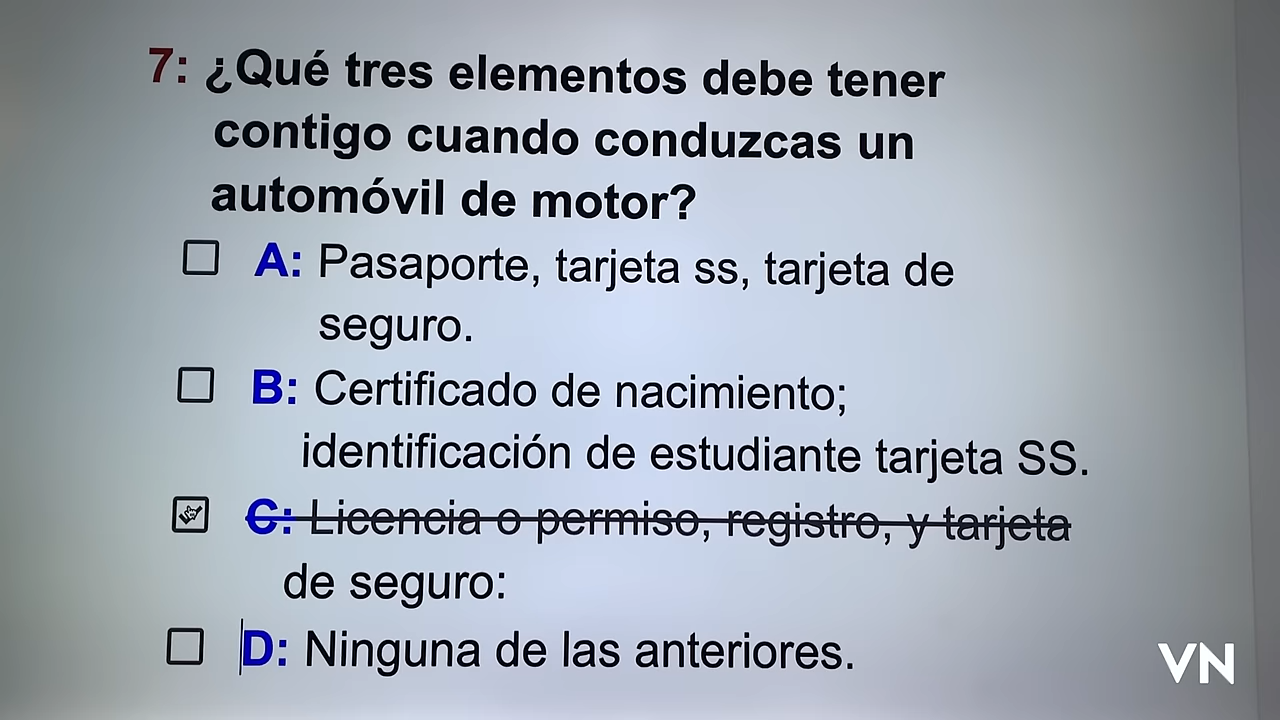 7: ¿Qué tres elementos debe tener
contigo cuando conduzcas un
automóvil de motor?
A: Pasaporte, tarjeta ss, tarjeta de
seguro.
B: Certificado de nacimiento;
identificación de estudiante tarjeta SS.
C: Licencia o permiso, registro, y tarjeta
de seguro:
D: Ninguna de las anteriores.
VN